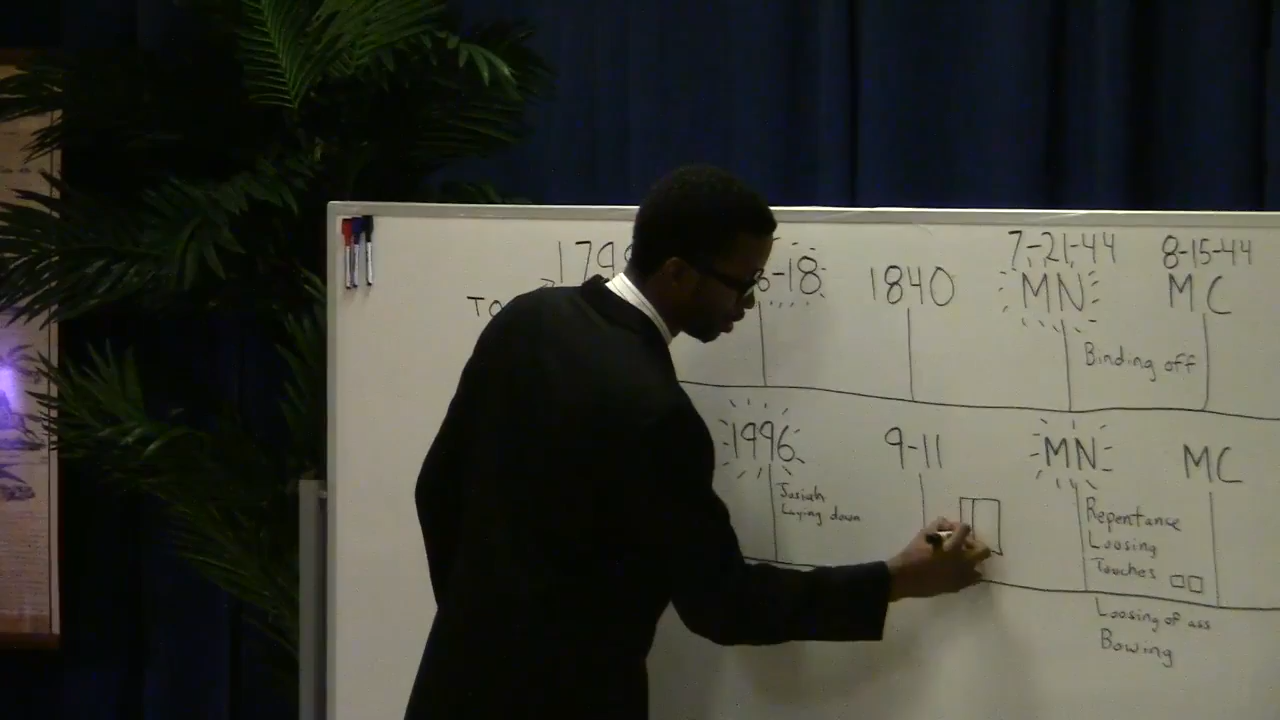 7-21-44 8-15-44
179
-18 1840 MN MC
TO
Binding off
1996 9-11 MN MC
Josiah
Laying down
Repentance
Loosing
Touches
Loosing of ass
Bowing